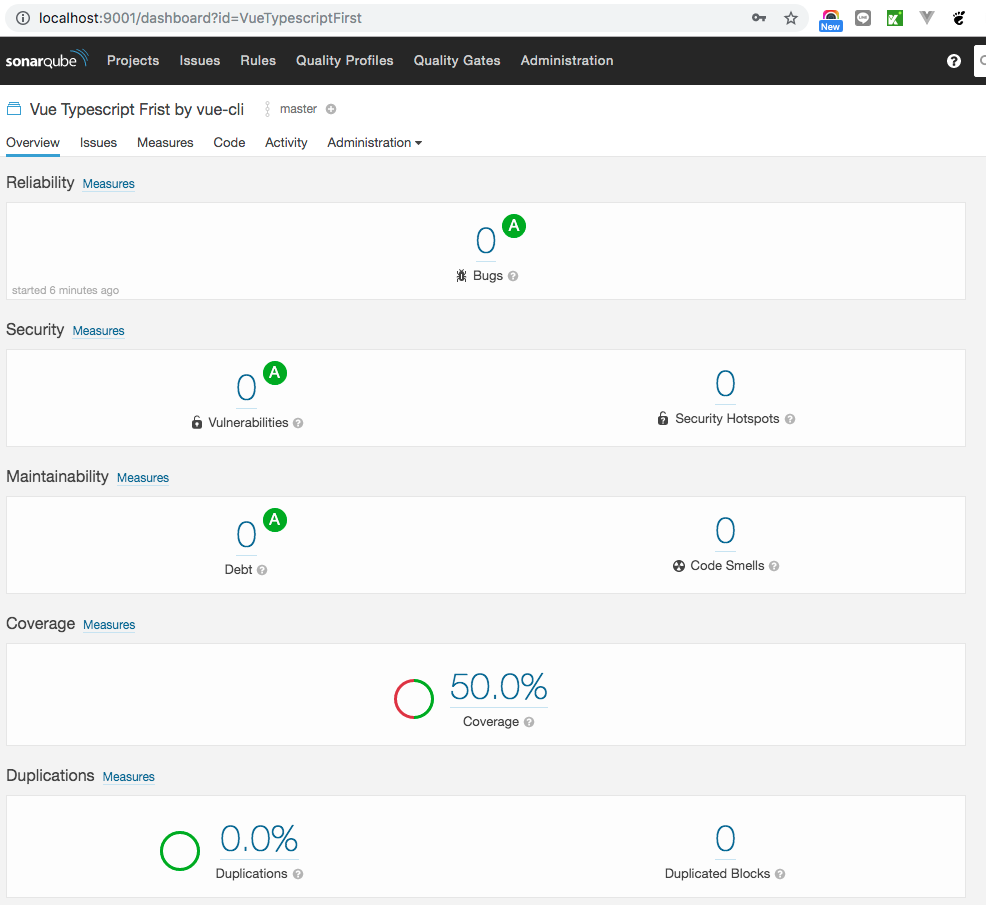 localhost:9001/dashboard?id=VueTypescriptFirst
New
sonarqube Projects Issues Rules Quality Profiles Quality Gates Administration
Vue Typescript Frist by vue-cli master
Overview Issues Measures Code Activity Administration
Reliability Measures
0 A
Bugs
started 6 minutes ago
Security Measures
0 A 0
Vulnerabilities Security Hotspots
Maintainability Measures
0 A 0
Debt Code Smells
Coverage Measures
50.0%
Coverage
Duplications Measures
0.0% 0
Duplications Duplicated Blocks